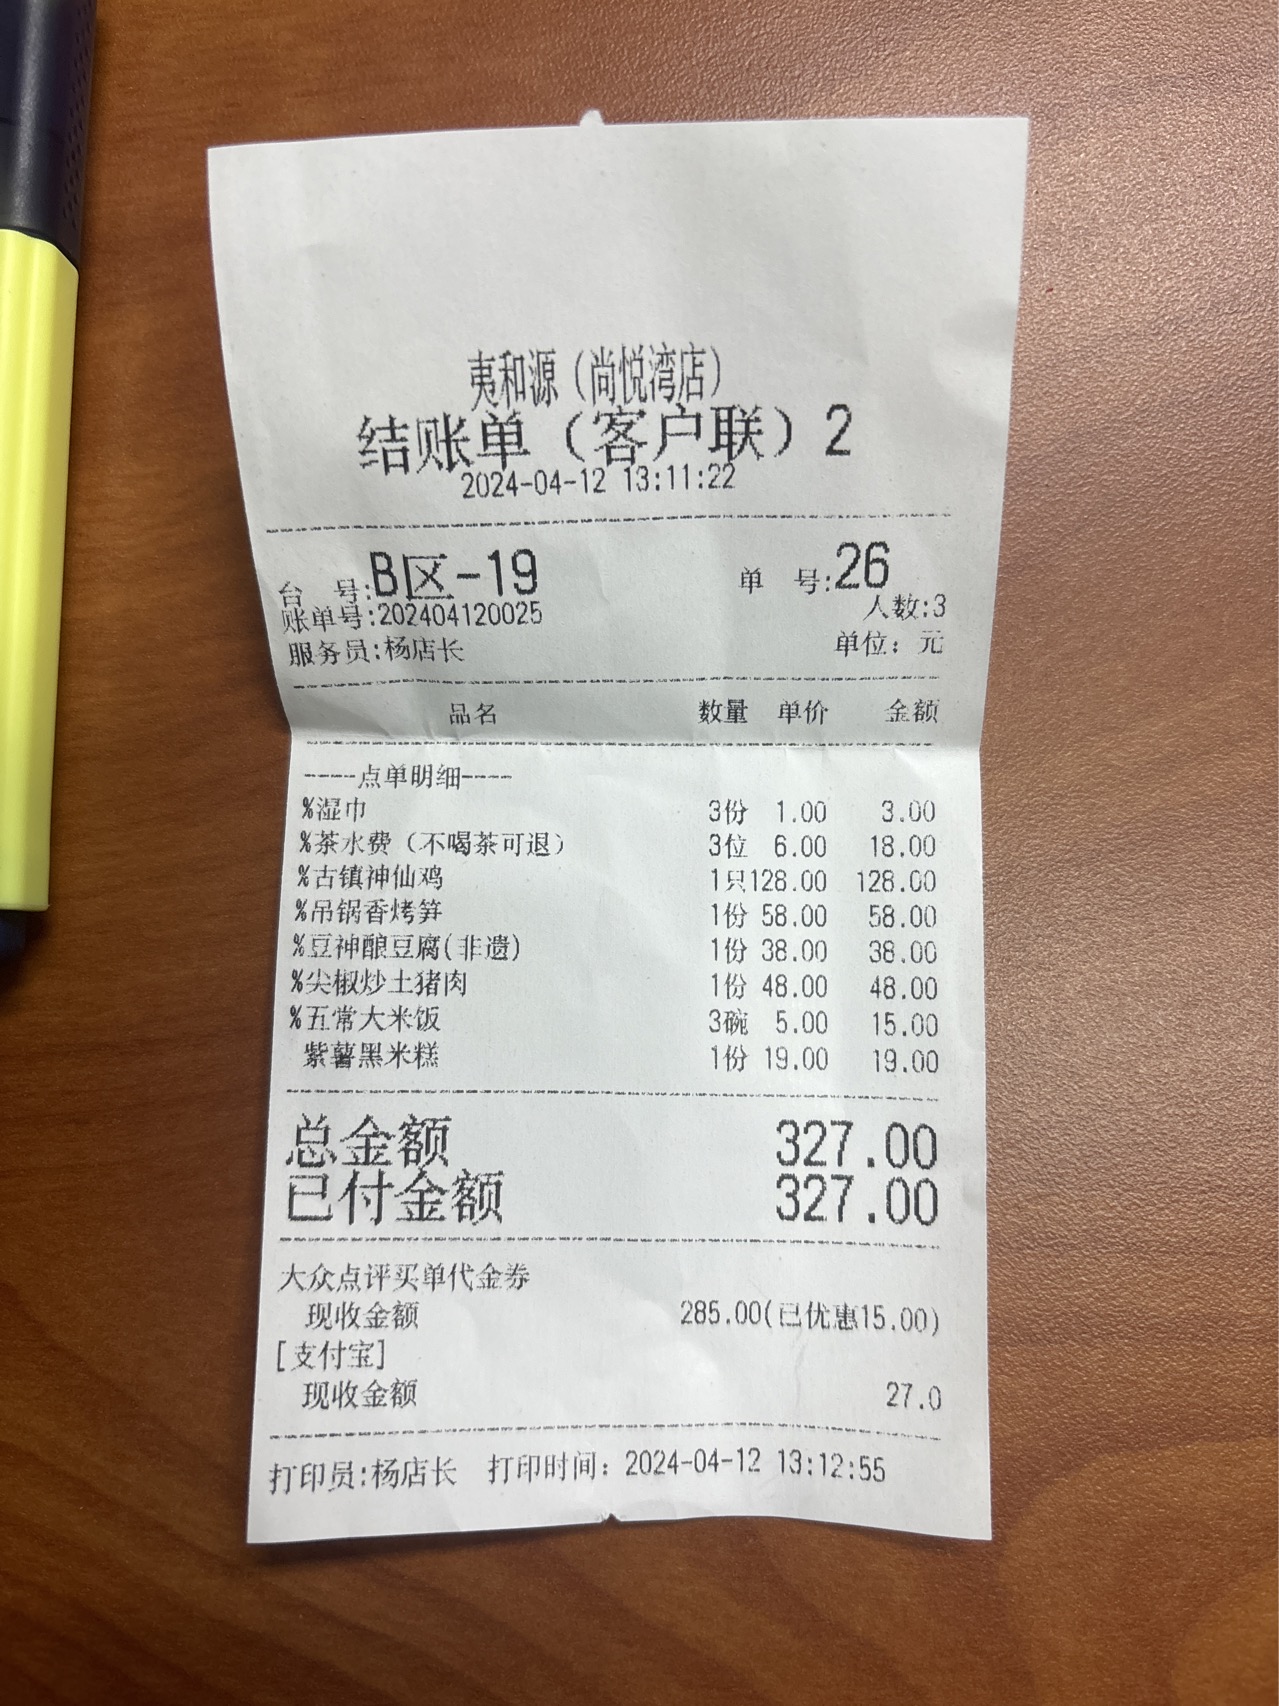 夷和源（尚悦湾店）
结账单（客户联）2
2024-04-12 13:11:22
台 号:B区-19 单 号:26
账单号:202404120025 人数:3
服务员:杨店长 单位：元
品名 数量 单价 金额
----点单明细----
%湿巾 3份 1.00 3.00
%茶水费（不喝茶可退） 3位 6.00 18.00
%古镇神仙鸡 1只128.00 128.00
%吊锅香烤笋 1份 58.00 58.00
%豆神酿豆腐(非遗) 1份 38.00 38.00
%尖椒炒土猪肉 1份 48.00 48.00
%五常大米饭 3碗 5.00 15.00
紫薯黑米糕 1份 19.00 19.00
总金额 327.00
已付金额 327.00
大众点评买单代金券
现收金额 285.00(已优惠15.00)
[支付宝]
现收金额 27.0
打印员:杨店长 打印时间：2024-04-12 13:12:55